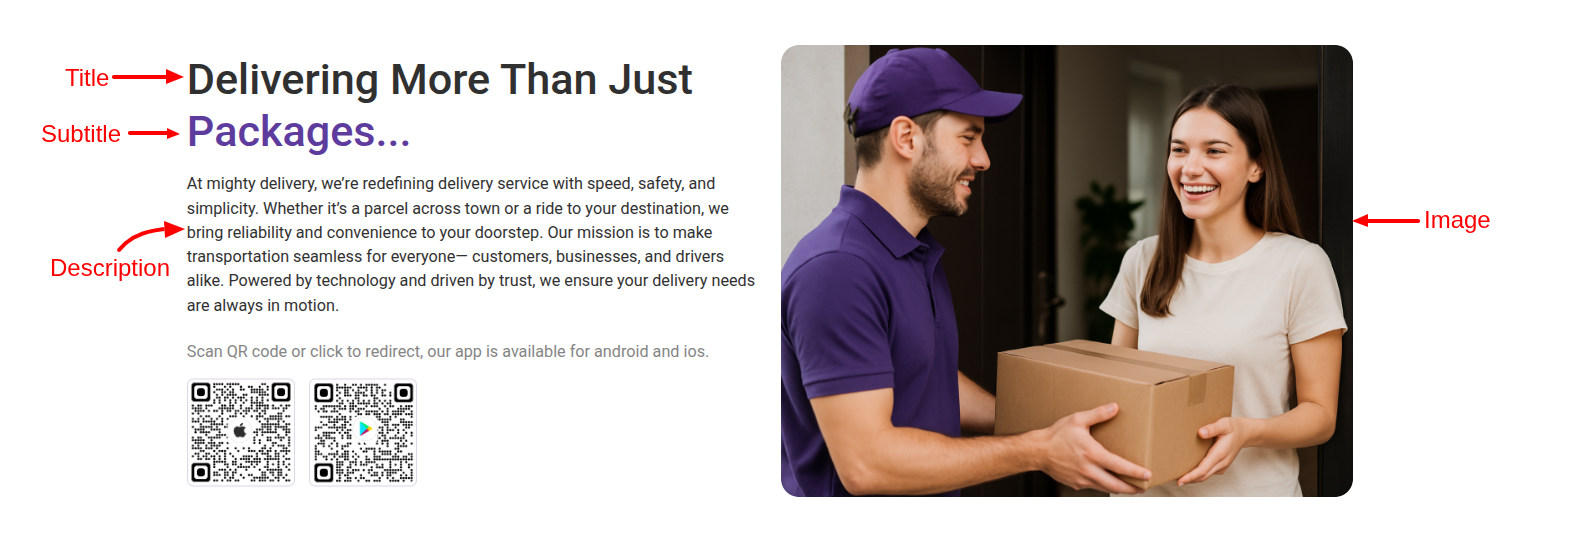 Title
Delivering More Than Just
Subtitle
Packages...
At mighty delivery, we’re redefining delivery service with speed, safety, and
simplicity. Whether it’s a parcel across town or a ride to your destination, we
bring reliability and convenience to your doorstep. Our mission is to make
transportation seamless for everyone— customers, businesses, and drivers
alike. Powered by technology and driven by trust, we ensure your delivery needs
are always in motion.
Description
Scan QR code or click to redirect, our app is available for android and ios.
Image